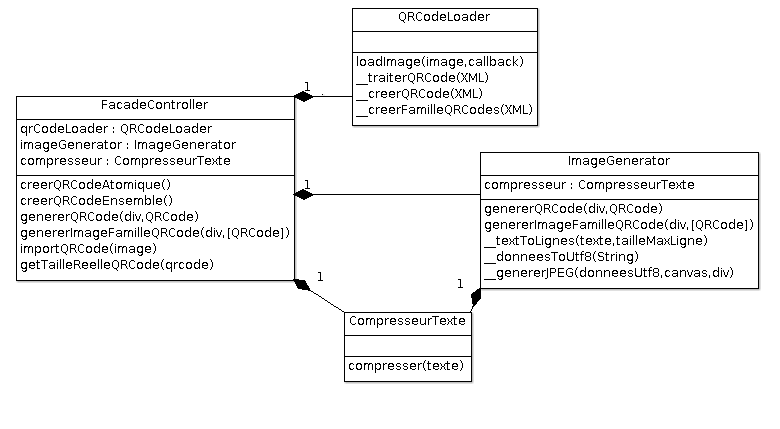 QRCodeLoader
loadImage(image,callback)
__traiterQRCode(XML)
__creerQRCode(XML)
__creerFamilleQRCodes(XML)
1
FacadeController
qrCodeLoader : QRCodeLoader
imageGenerator : ImageGenerator
compresseur : CompresseurTexte
creerQRCodeAtomique()
creerQRCodeEnsemble()
genererQRCode(div,QRCode)
genererImageFamilleQRCode(div,[QRCode])
importQRCode(image)
getTailleReelleQRCode(qrcode)
1
ImageGenerator
compresseur : CompresseurTexte
genererQRCode(div,QRCode)
genererImageFamilleQRCode(div,[QRCode])
__textToLignes(texte,tailleMaxLigne)
__donneesToUtf8(String)
__genererJPEG(donneesUtf8,canvas,div)
1
1
CompresseurTexte
compresser(texte)